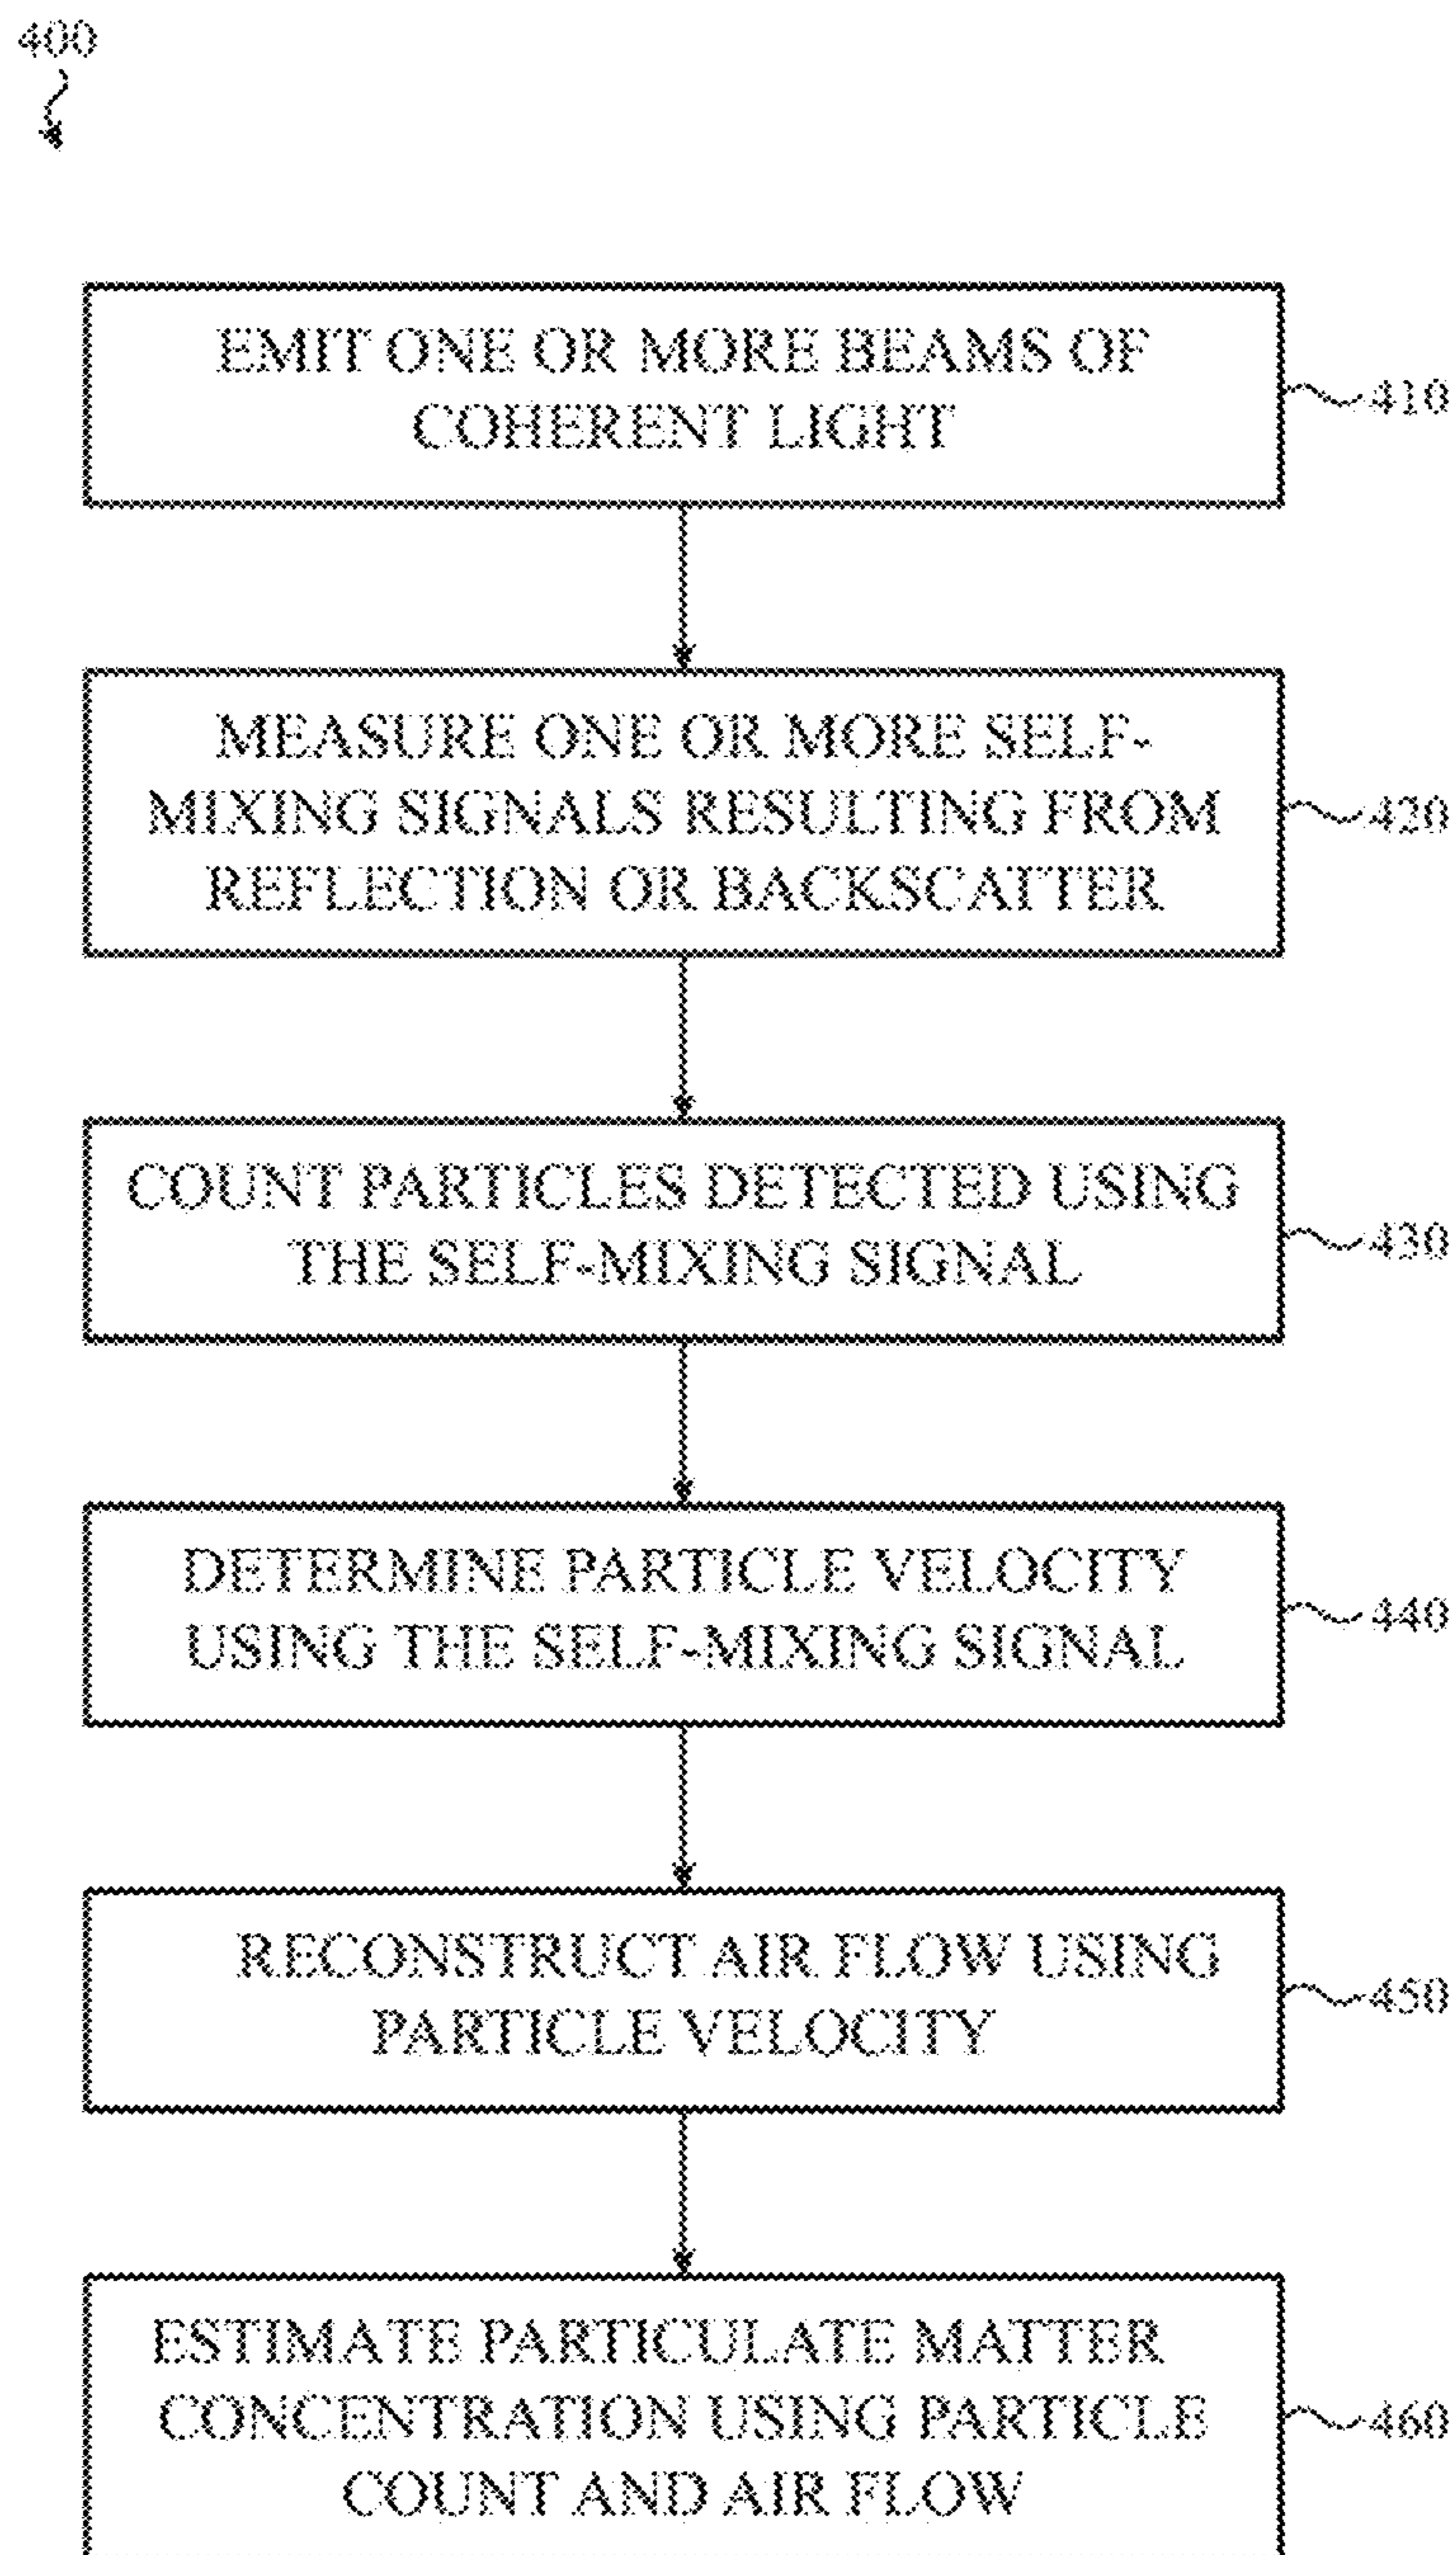 400
EMIT ONE OR MORE BEAMS OF
COHERENT LIGHT
410
MEASURE ONE OR MORE SELF-
MIXING SIGNALS RESULTING FROM
REFLECTION OR BACKSCATTER
420
COUNT PARTICLES DETECTED USING
THE SELF-MIXING SIGNAL
430
DETERMINE PARTICLE VELOCITY
USING THE SELF-MIXING SIGNAL
440
RECONSTRUCT AIR FLOW USING
PARTICLE VELOCITY
450
ESTIMATE PARTICULATE MATTER
CONCENTRATION USING PARTICLE
COUNT AND AIR FLOW
460